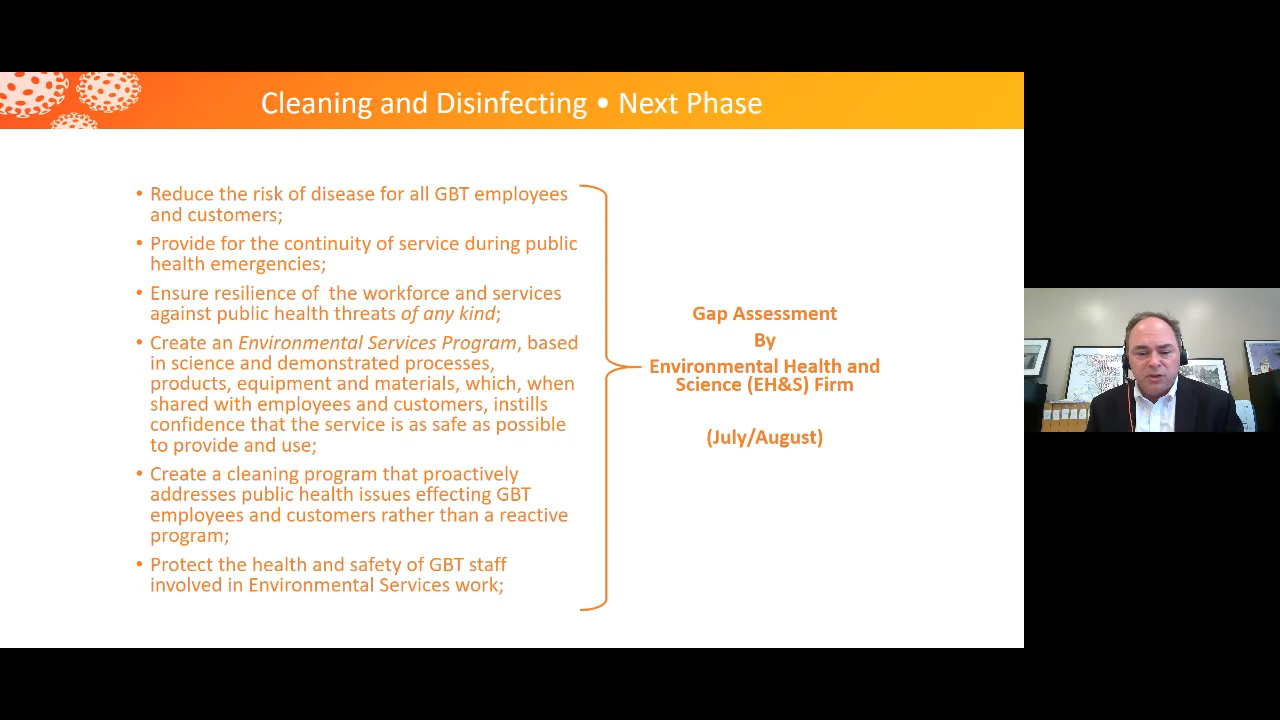 Cleaning and Disinfecting • Next Phase
• Reduce the risk of disease for all GBT employees
and customers;
• Provide for the continuity of service during public
health emergencies;
• Ensure resilience of  the workforce and services
against public health threats of any kind;
• Create an Environmental Services Program, based
in science and demonstrated processes,
products, equipment and materials, which, when
shared with employees and customers, instills
confidence that the service is as safe as possible
to provide and use;
• Create a cleaning program that proactively
addresses public health issues effecting GBT
employees and customers rather than a reactive
program;
• Protect the health and safety of GBT staff
involved in Environmental Services work;
Gap Assessment
By
Environmental Health and
Science (EH&S) Firm
(July/August)